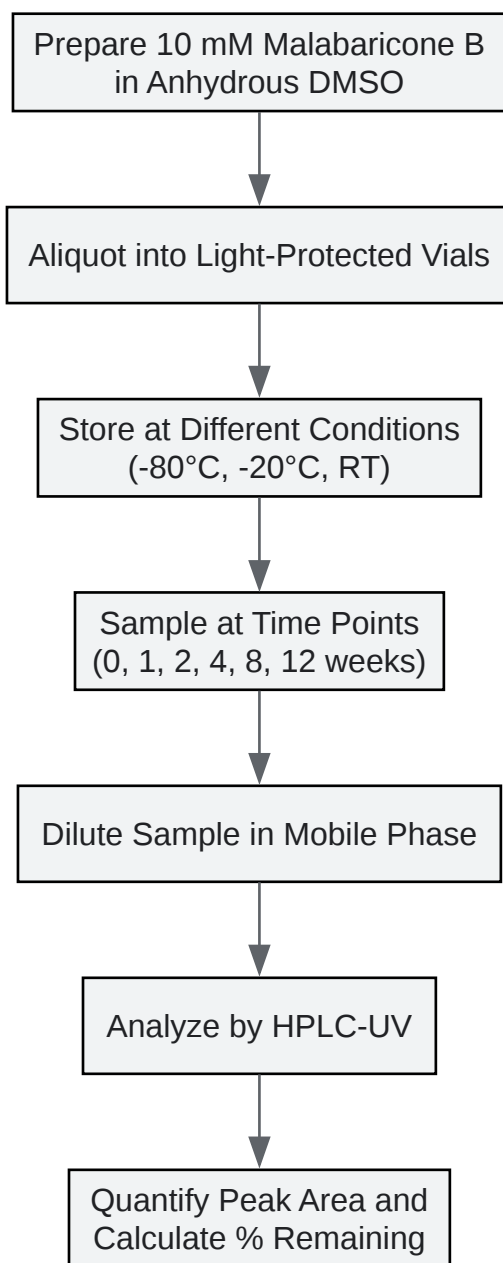 Prepare 10 mM Malabaricone B
in Anhydrous DMSO
Aliquot into Light-Protected Vials
Store at Different Conditions
(-80°C, -20°C, RT)
Sample at Time Points
(0, 1, 2, 4, 8, 12 weeks)
Dilute Sample in Mobile Phase
Analyze by HPLC-UV
Quantify Peak Area and
Calculate % Remaining